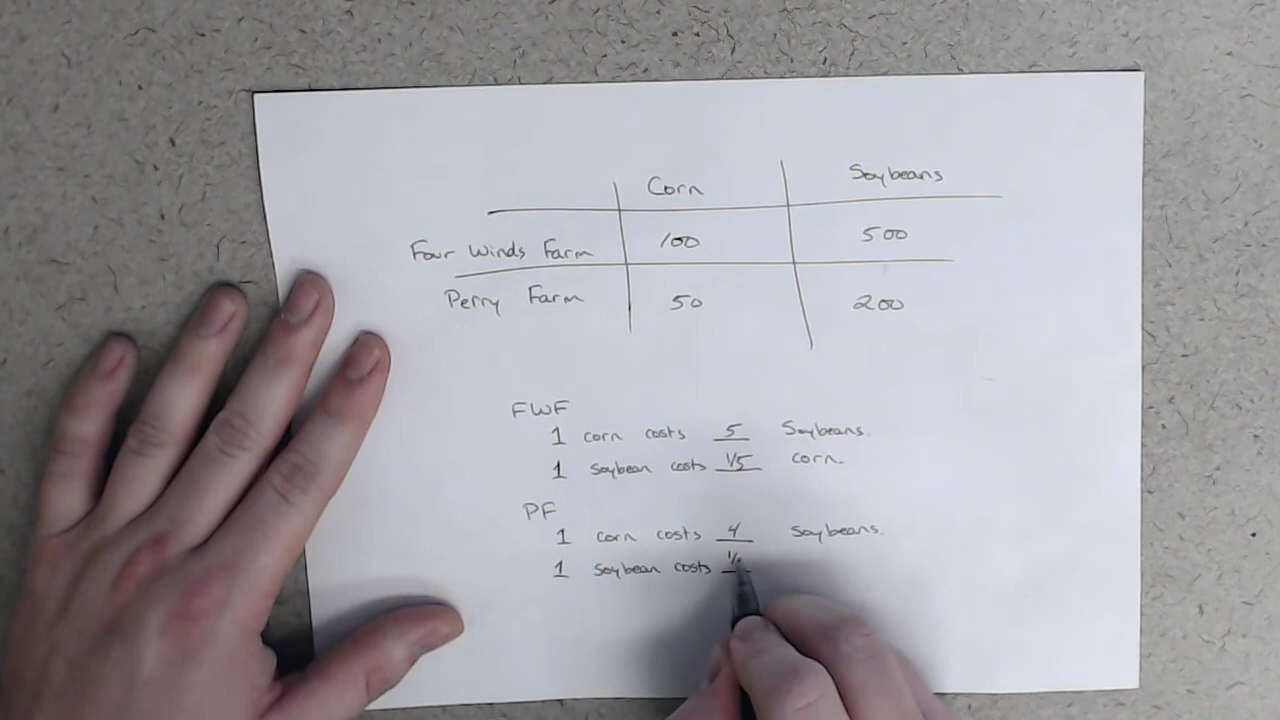 Corn Soybeans
Four Winds Farm 100 500
Perry Farm 50 200
FWF
1 corn costs 5 Soybeans.
1 soybean costs 1/5 corn.
PF
1 corn costs 4 Soybeans.
1 soybean costs